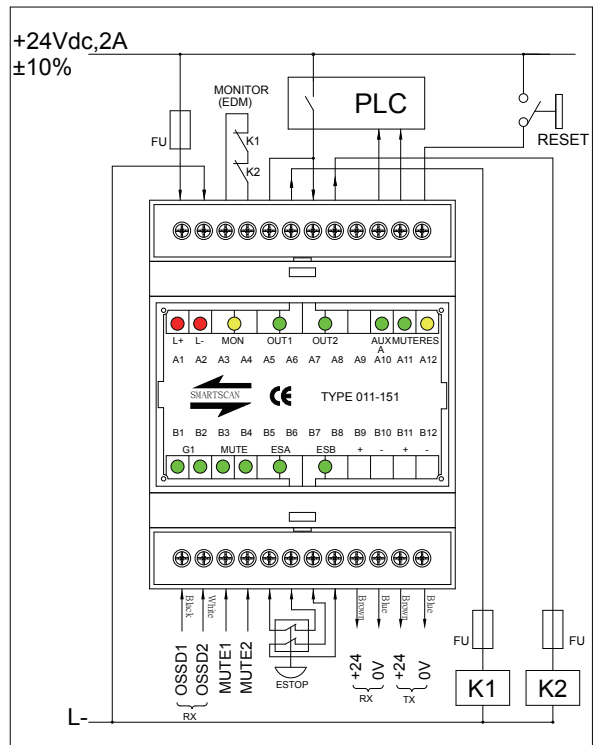 +24Vdc,2A
±10%
MONITOR
(EDM)
PLC
FU
K1
K2
RESET
L+ L- MON OUT1 OUT2 AUX MUTE RES
A
A1 A2 A3 A4 A5 A6 A7 A8 A9 A10 A11 A12
SMARTSCAN CE TYPE 011-151
B1 B2 B3 B4 B5 B6 B7 B8 B9 B10 B11 B12
G1 MUTE ESA ESB + - + -
Black
White
Brown
Blue
Brown
Blue
OSSD1
OSSD2
MUTE1
MUTE2
RX
ESTOP
+24
0V
RX
+24
0V
TX
FU
FU
K1
K2
L-